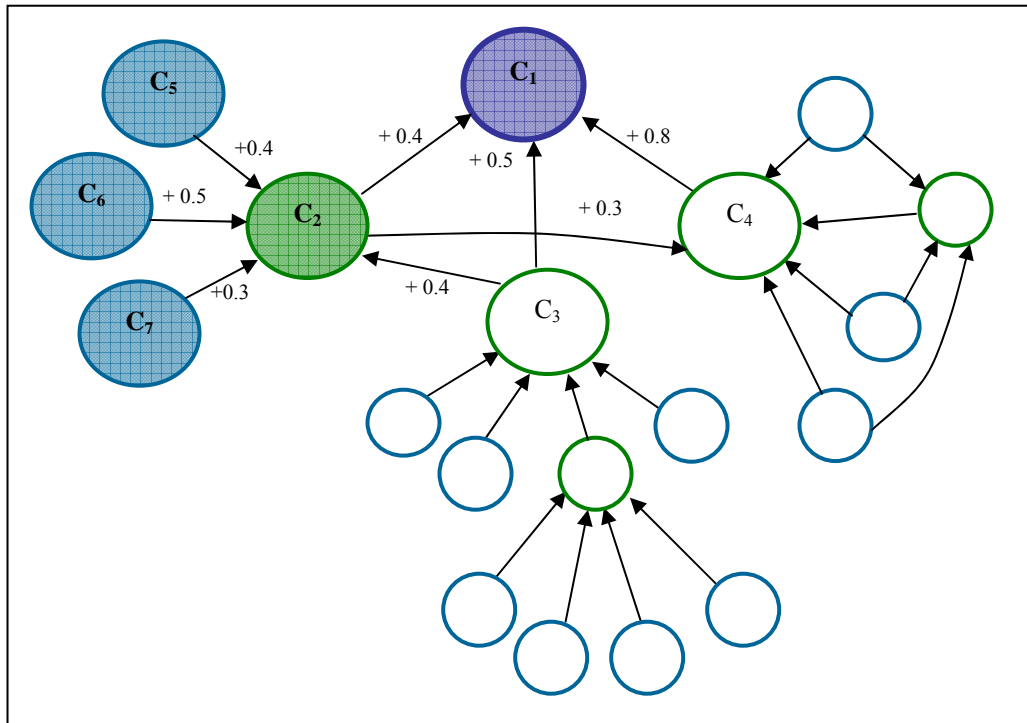 C₅
C₁
+0.4
+ 0.4
+ 0.8
+ 0.5
C₆
+ 0.5
C₂
+ 0.3
C₄
+0.3
+ 0.4
C₇
C₃